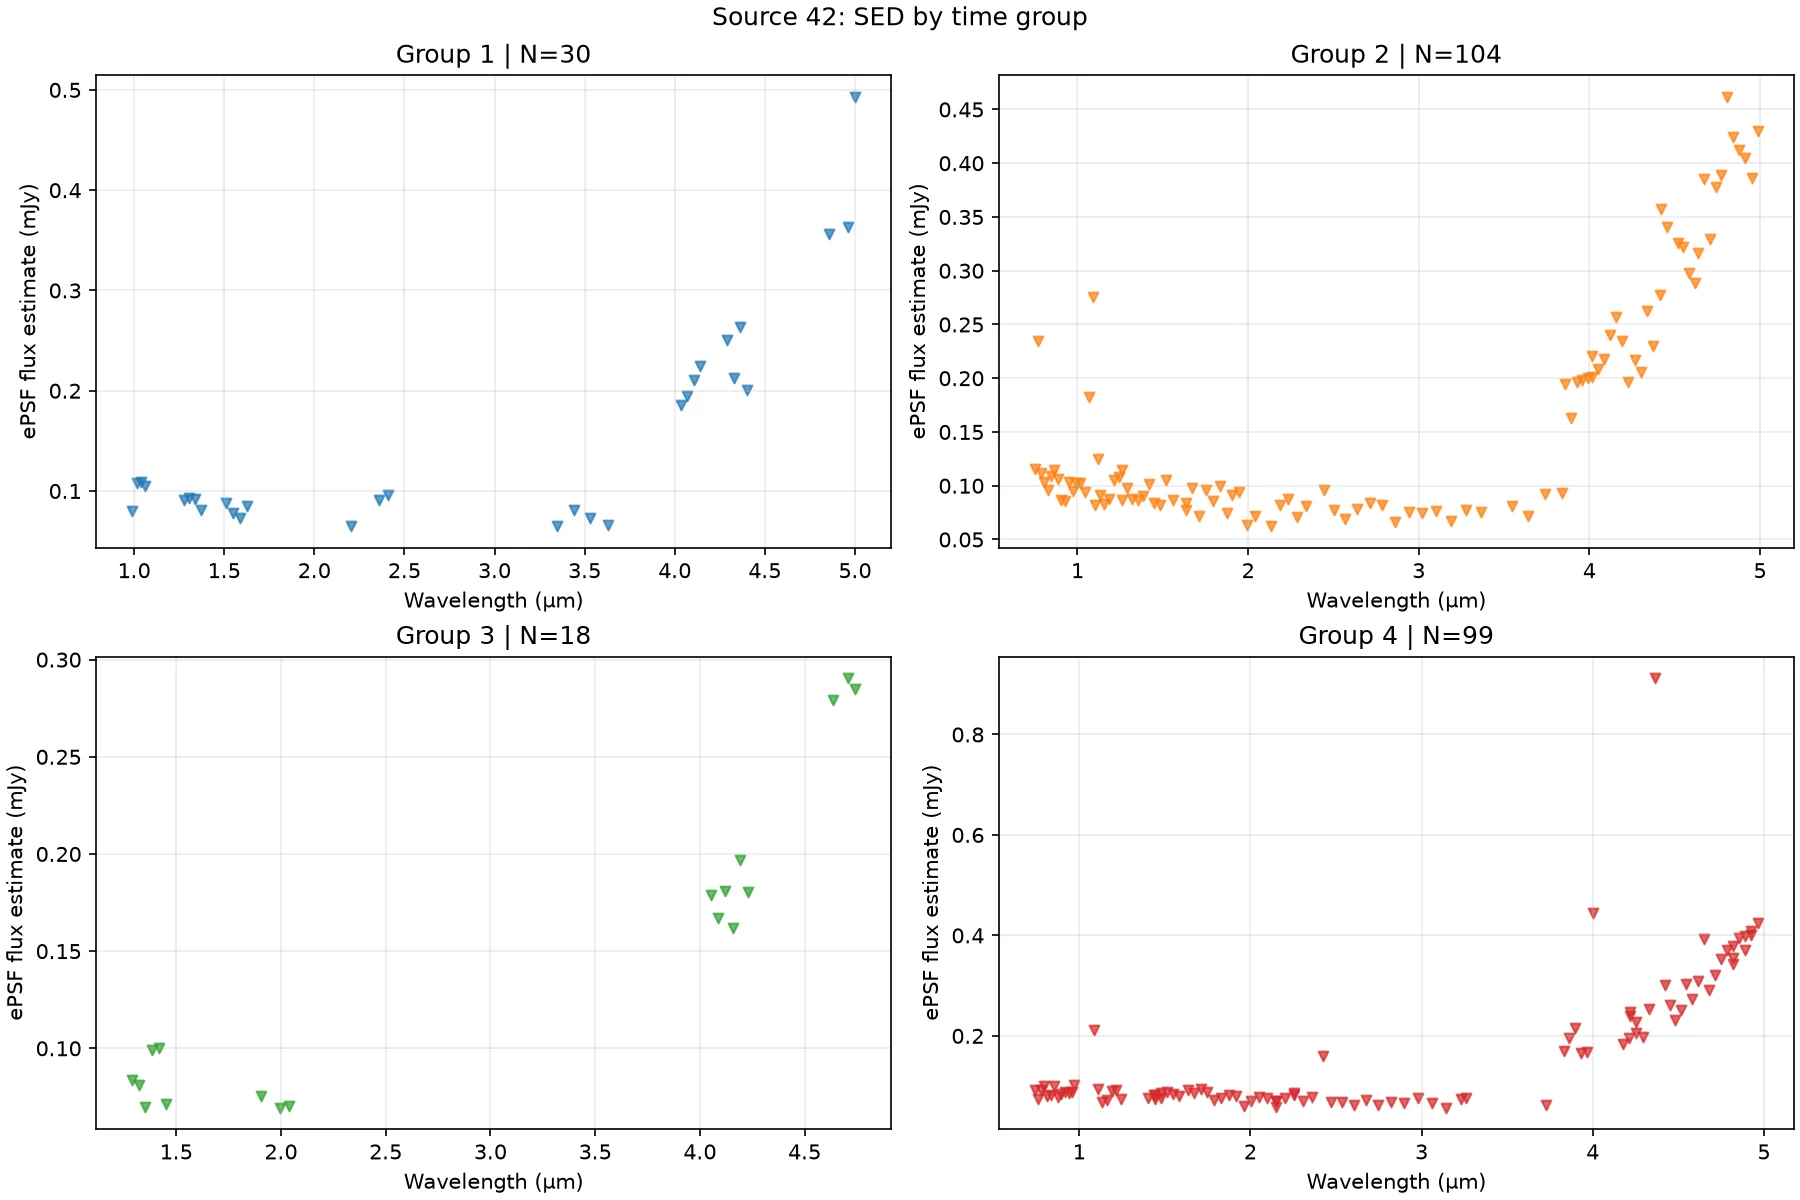 Source 42: SED by time group
Group 1 | N=30
ePSF flux estimate (mJy)
0.5
0.4
0.3
0.2
0.1
1.0 1.5 2.0 2.5 3.0 3.5 4.0 4.5 5.0
Wavelength (μm)
Group 2 | N=104
ePSF flux estimate (mJy)
0.45
0.40
0.35
0.30
0.25
0.20
0.15
0.10
0.05
1 2 3 4 5
Wavelength (μm)
Group 3 | N=18
ePSF flux estimate (mJy)
0.30
0.25
0.20
0.15
0.10
1.5 2.0 2.5 3.0 3.5 4.0 4.5
Wavelength (μm)
Group 4 | N=99
ePSF flux estimate (mJy)
0.8
0.6
0.4
0.2
1 2 3 4 5
Wavelength (μm)